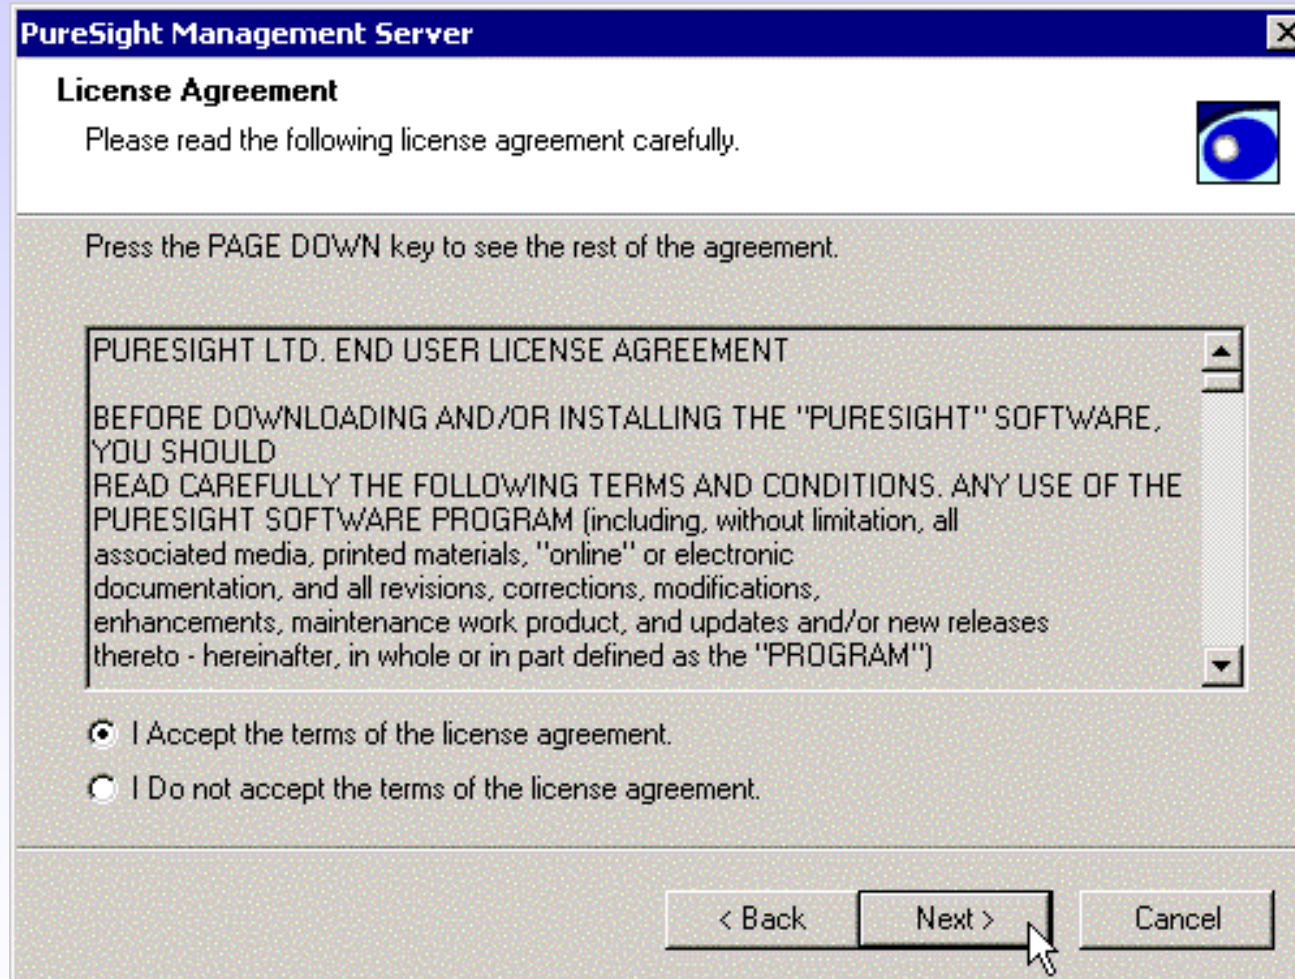 PureSight Management Server
License Agreement
Please read the following license agreement carefully.
Press the PAGE DOWN key to see the rest of the agreement.
PURESIGHT LTD. END USER LICENSE AGREEMENT
BEFORE DOWNLOADING AND/OR INSTALLING THE "PURESIGHT" SOFTWARE,
YOU SHOULD
READ CAREFULLY THE FOLLOWING TERMS AND CONDITIONS. ANY USE OF THE
PURESIGHT SOFTWARE PROGRAM (including, without limitation, all
associated media, printed materials, "online" or electronic
documentation, and all revisions, corrections, modifications,
enhancements, maintenance work product, and updates and/or new releases
thereto - hereinafter, in whole or in part defined as the "PROGRAM")
I Accept the terms of the license agreement.
I Do not accept the terms of the license agreement.
< Back Next > Cancel